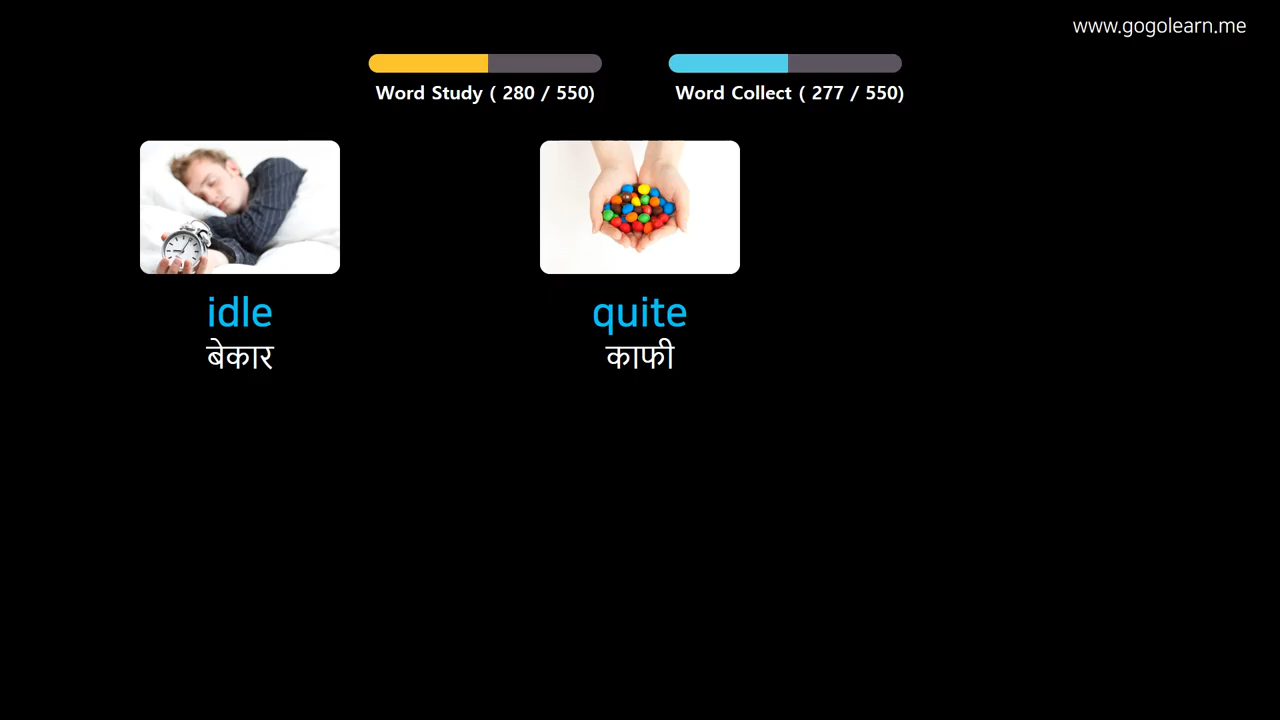 www.gogolearn.me
Word Study ( 280 / 550)
Word Collect ( 277 / 550)
idle
बेकार
quite
काफी